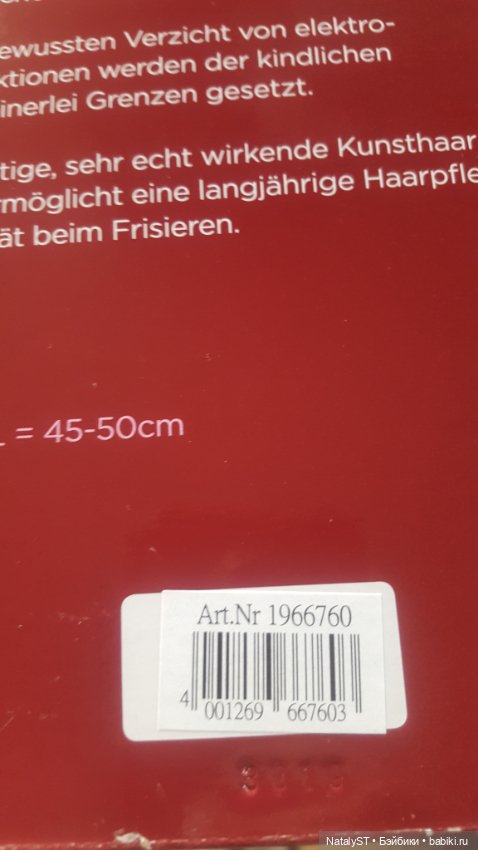 ewussten Verzicht von elektro-
ktionen werden der kindlichen
inerlei Grenzen gesetzt.
tige, sehr echt wirkende Kunsthaar
rmöglicht eine langjährige Haarpfle
ät beim Frisieren.
= 45-50cm
Art.Nr 1966760
4 001269 667603
NatalyST • Бэйбики • babiki.ru